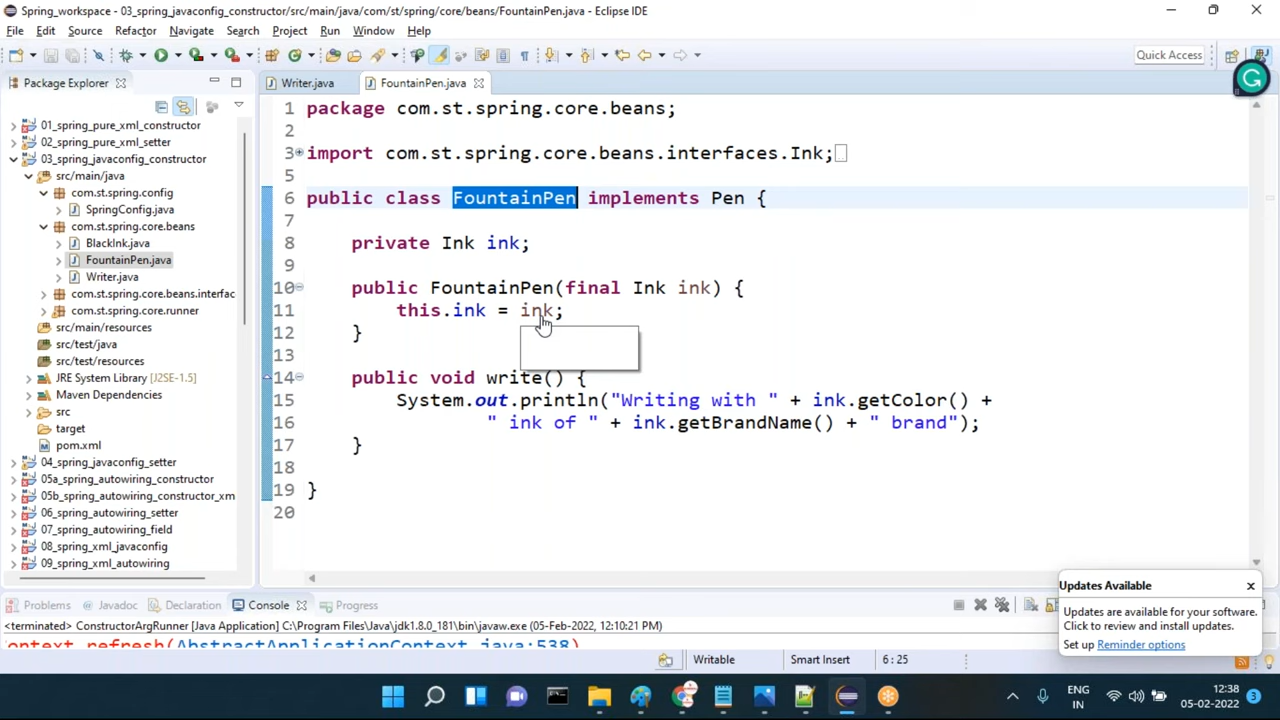 Spring_workspace - 03_spring_javaconfig_constructor/src/main/java/com/st/spring/core/beans/FountainPen.java - Eclipse IDE
File Edit Source Refactor Navigate Search Project Run Window Help
Quick Access
Package Explorer
Writer.java
FountainPen.java
01_spring_pure_xml_constructor
02_spring_pure_xml_setter
03_spring_javaconfig_constructor
src/main/java
com.st.spring.config
SpringConfig.java
com.st.spring.core.beans
BlackInk.java
FountainPen.java
Writer.java
com.st.spring.core.beans.interfac
com.st.spring.core.runner
src/main/resources
src/test/java
src/test/resources
JRE System Library [J2SE-1.5]
Maven Dependencies
src
target
pom.xml
04_spring_javaconfig_setter
05a_spring_autowiring_constructor
05b_spring_autowiring_constructor_xm
06_spring_autowiring_setter
07_spring_autowiring_field
08_spring_xml_javaconfig
09_spring_xml_autowiring
1 package com.st.spring.core.beans;
2
3 import com.st.spring.core.beans.interfaces.Ink;
5
6 public class FountainPen implements Pen {
7
8 private Ink ink;
9
10 public FountainPen(final Ink ink) {
11 this.ink = ink;
12 }
13
14 public void write() {
15 System.out.println("Writing with " + ink.getColor() +
16 " ink of " + ink.getBrandName() + " brand");
17 }
18
19 }
20
Problems Javadoc Declaration Console Progress
<terminated> ConstructorArgRunner [Java Application] C:\Program Files\Java\jdk1.8.0_181\bin\javaw.exe (05-Feb-2022, 12:10:21 PM)
ontext.refresh(AbstractApplicationContext.java:538)
Updates Available
Updates are available for your software.
Click to review and install updates.
Set up Reminder options
Writable Smart Insert 6 : 25
ENG
IN
12:38
05-02-2022
3